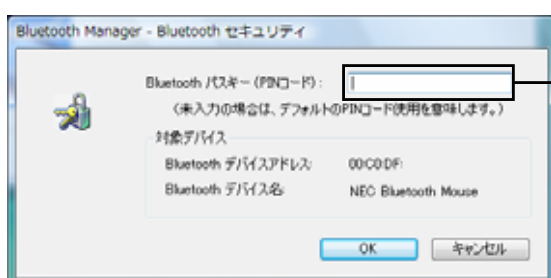 Bluetooth Manager - Bluetooth セキュリティ
Bluetooth パスキー (PINコード) :
(未入力の場合は、デフォルトのPINコード使用を意味します。)
対象デバイス
Bluetooth デバイスアドレス: 00:C0:DF:
Bluetooth デバイス名: NEC Bluetooth Mouse
OK キャンセル